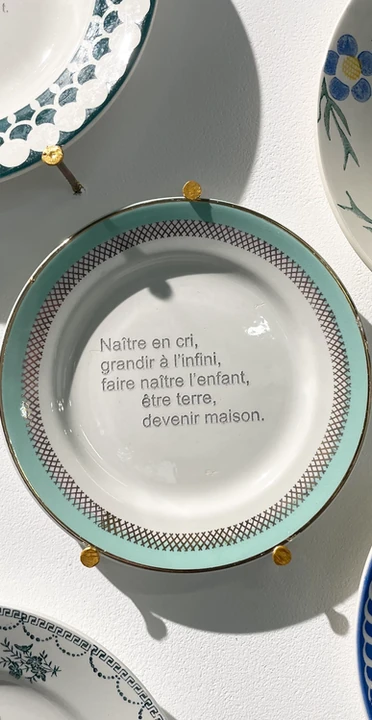 t.
Naître en cri,
grandir à l'infini,
faire naître l'enfant,
être terre,
devenir maison.